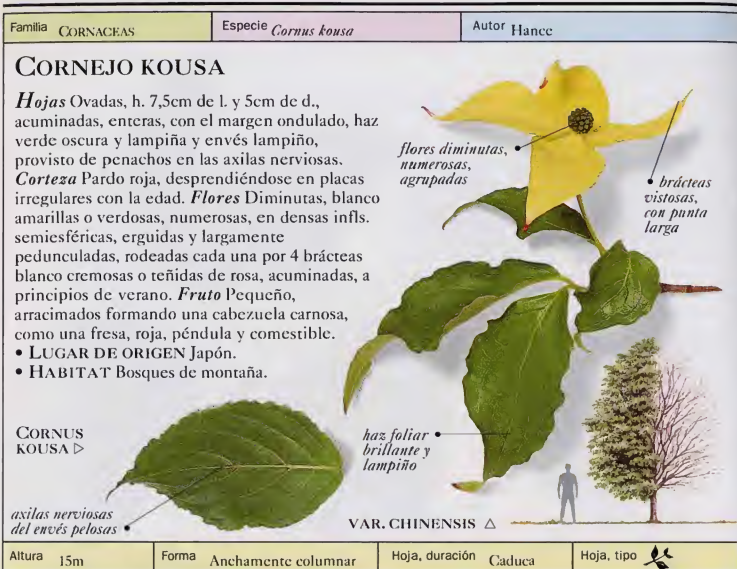 Familia CORNACEAS
Especie Cornus kousa
Autor Hance
CORNEJO KOUSA
Hojas Ovadas, h. 7,5cm de l. y 5cm de d.,
acuminadas, enteras, con el margen ondulado, haz
verde oscura y lampiña y envés lampiño,
provisto de penachos en las axilas nerviosas.
Corteza Pardo roja, desprendiéndose en placas
irregulares con la edad. Flores Diminutas, blanco
amarillas o verdosas, numerosas, en densas infls.
semiesféricas, erguidas y largamente
pedunculadas, rodeadas cada una por 4 brácteas
blanco cremosas o teñidas de rosa, acuminadas, a
principios de verano. Fruto Pequeño,
arracimados formando una cabezuela carnosa,
como una fresa, roja, péndula y comestible.
• LUGAR DE ORIGEN Japón.
• HABITAT Bosques de montaña.
flores diminutas,
numerosas,
agrupadas
• brácteas
vistosas,
con punta
larga
CORNUS
KOUSA ▷
axilas nerviosas
del envés pelosas •
haz foliar •
brillante y
lampiño
VAR. CHINENSIS △
Altura 15m
Forma Anchamente columnar
Hoja, duración Caduca
Hoja, tipo